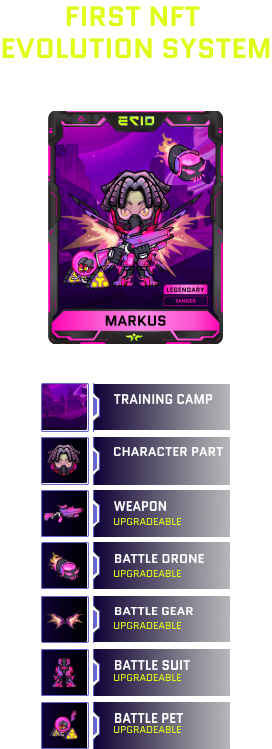 FIRST NFT
EVOLUTION SYSTEM
LEGENDARY
TANKER
MARKUS
TRAINING CAMP
CHARACTER PART
WEAPON
UPGRADEABLE
BATTLE DRONE
UPGRADEABLE
BATTLE GEAR
UPGRADEABLE
BATTLE SUIT
UPGRADEABLE
BATTLE PET
UPGRADEABLE